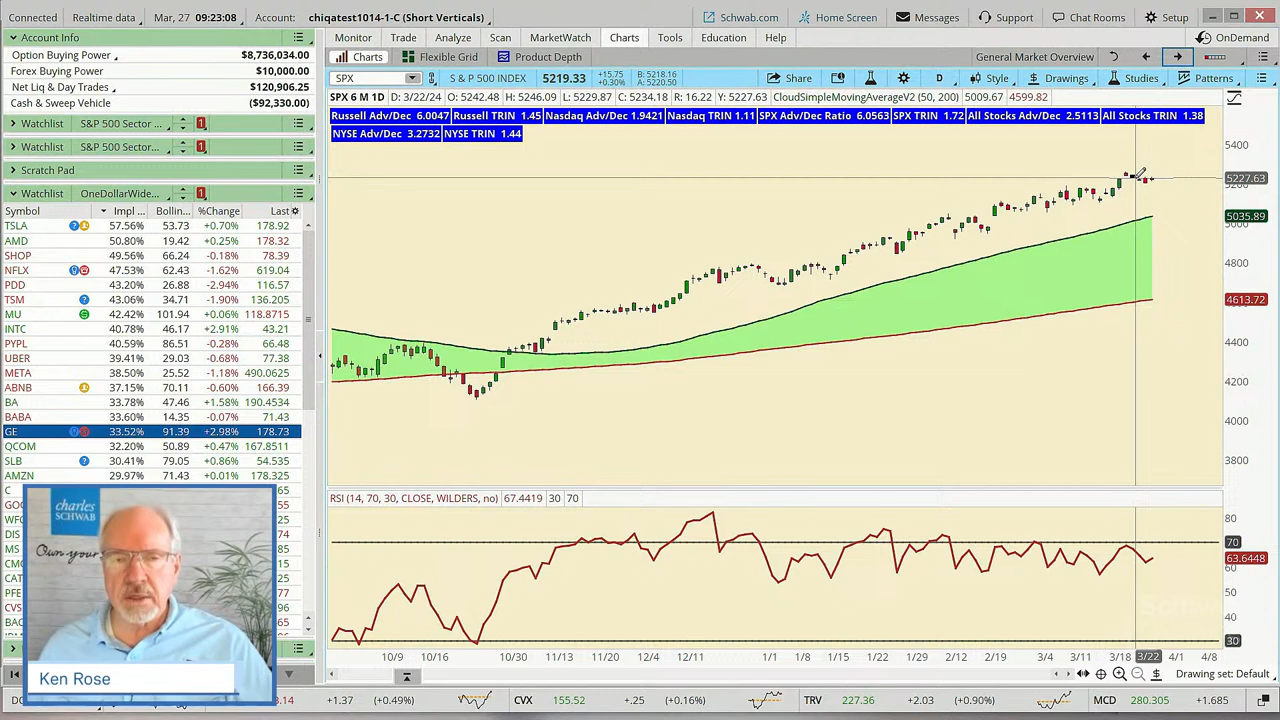 Connected Realtime data Mar, 27 09:23:08 Account: chiqatest1014-1-C (Short Verticals) Schwab.com Home Screen Messages Support Chat Rooms Setup
Account Info
Option Buying Power $8,736,034.00
Forex Buying Power $10,000.00
Net Liq & Day Trades $120,906.25
Cash & Sweep Vehicle ($92,330.00)
Watchlist S&P 500 Sector ... 1
Watchlist S&P 500 Sector... 1
Scratch Pad
Watchlist OneDollarWide... 1
Symbol Impl ... Bollin... %Change Last
TSLA 57.56% 53.73 +0.70% 178.92
AMD 50.80% 19.42 +0.25% 178.32
SHOP 49.56% 66.24 -0.18% 78.39
NFLX 47.53% 62.43 -1.62% 619.04
PDD 43.20% 26.88 -2.94% 116.57
TSM 43.06% 34.71 -1.90% 136.205
MU 42.42% 101.94 +0.06% 118.8715
INTC 40.78% 46.17 +2.91% 43.21
PYPL 40.59% 86.51 -0.28% 66.48
UBER 39.41% 29.03 -0.68% 77.38
META 38.50% 25.52 -1.18% 490.0625
ABNB 37.15% 70.11 -0.60% 166.39
BA 33.78% 47.46 +1.58% 190.4534
BABA 33.60% 14.35 -0.07% 71.43
GE 33.52% 91.39 +2.98% 178.73
QCOM 32.20% 50.89 +0.47% 167.8511
SLB 30.41% 79.05 +0.86% 54.535
AMZN 29.97% 71.43 +0.01% 178.325
charles
SCHWAB
Own your
Ken Rose
Monitor Trade Analyze Scan MarketWatch Charts Tools Education Help OnDemand
Charts Flexible Grid Product Depth General Market Overview
SPX S & P 500 INDEX 5219.33 +15.75 +0.30% B: 5218.16 A: 5220.50 Share D Style Drawings Studies Patterns
SPX 6 M 1D D: 3/22/24 O: 5242.48 H: 5246.09 L: 5229.87 C: 5234.18 R: 16.22 Y: 5227.63 CloudSimpleMovingAverageV2 (50, 200) 5009.67 4599.82
Russell Adv/Dec 6.0047 Russell TRIN 1.45 Nasdaq Adv/Dec 1.9421 Nasdaq TRIN 1.11 SPX Adv/Dec Ratio 6.0563 SPX TRIN 1.72 All Stocks Adv/Dec 2.5113 All Stocks TRIN 1.38
NYSE Adv/Dec 3.2732 NYSE TRIN 1.44
5400
5227.63
5035.89
4800
4613.72
4400
4200
4000
3800
RSI (14, 70, 30, CLOSE, WILDERS, no) 67.4419 30 70
80
70
63.6448
50
40
30
10/9 10/16 10/30 11/13 11/20 12/11 1/1 1/8 1/16 1/29 2/12 2/19 3/4 3/11 3/18 3/22 4/1 4/8
Drawing set: Default
+1.37 (+0.49%) CVX 155.52 +.25 (+0.16%) TRV 227.36 +2.03 (+0.90%) MCD 280.305 +1.685